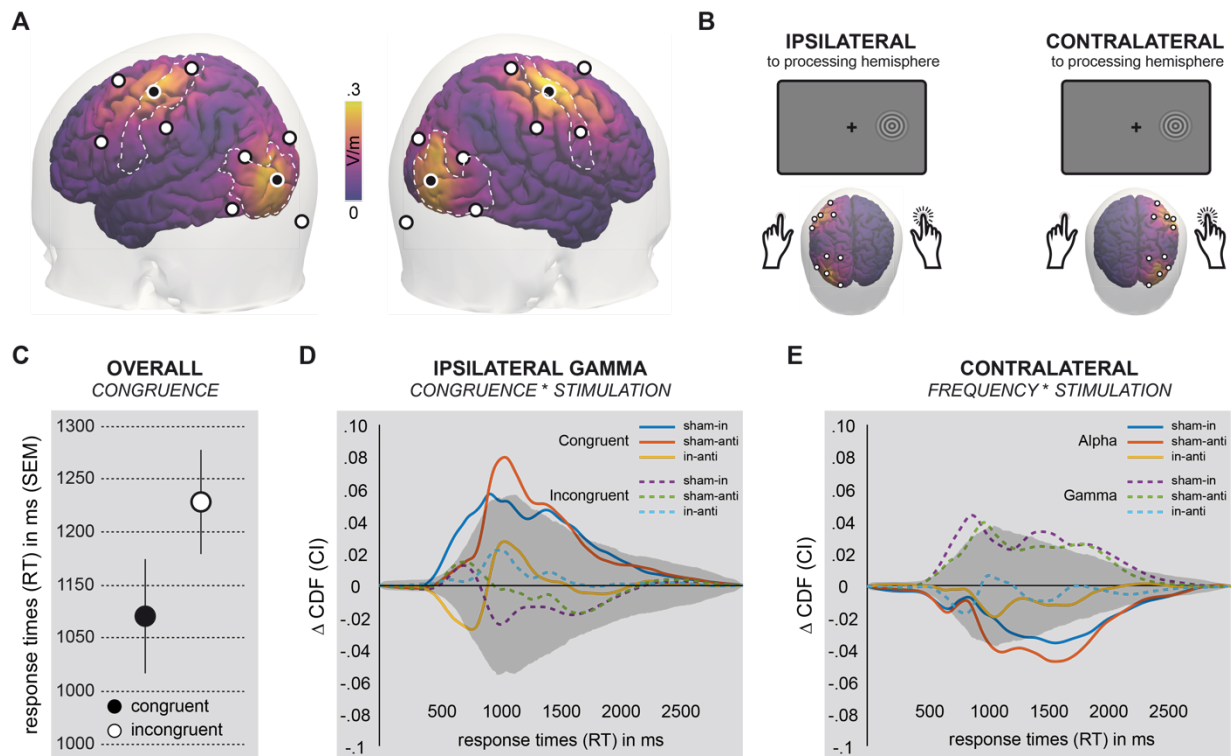 A
.3
V/m
0
B
IPSILATERAL
to processing hemisphere
CONTRALATERAL
to processing hemisphere
C
OVERALL
CONGRUENCE
1300
1250
1200
1150
1050
1000
1000
response times (RT) in ms (SEM)
congruent
incongruent
D
IPSILATERAL GAMMA
CONGRUENCE * STIMULATION
.10
.08
.06
.04
.02
0
-.02
-.04
-.06
-.08
-.1
Δ CDF (CI)
Congruent
sham-in
sham-anti
in-anti
Incongruent
sham-in
sham-anti
in-anti
500 1000 1500 2000 2500
response times (RT) in ms
E
CONTRALATERAL
FREQUENCY * STIMULATION
.10
.08
.06
.04
.02
0
-.02
-.04
-.06
-.08
-.1
Δ CDF (CI)
Alpha
sham-in
sham-anti
in-anti
Gamma
sham-in
sham-anti
in-anti
500 1000 1500 2000 2500
response times (RT) in ms